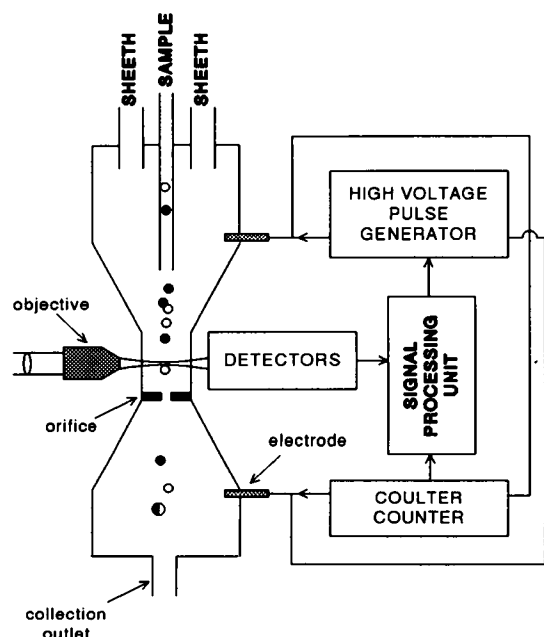 SHEETH
SAMPLE
SHEETH
HIGH VOLTAGE
PULSE
GENERATOR
objective
DETECTORS
SIGNAL
PROCESSING
UNIT
orifice
electrode
COULTER
COUNTER
collection
outlet